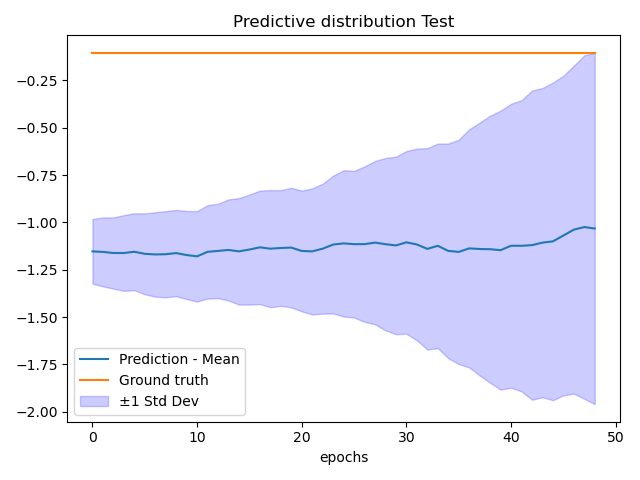 Predictive distribution Test
−0.25
−0.50
−0.75
−1.00
−1.25
−1.50
−1.75
−2.00
Prediction - Mean
Ground truth
±1 Std Dev
0 10 20 30 40 50
epochs